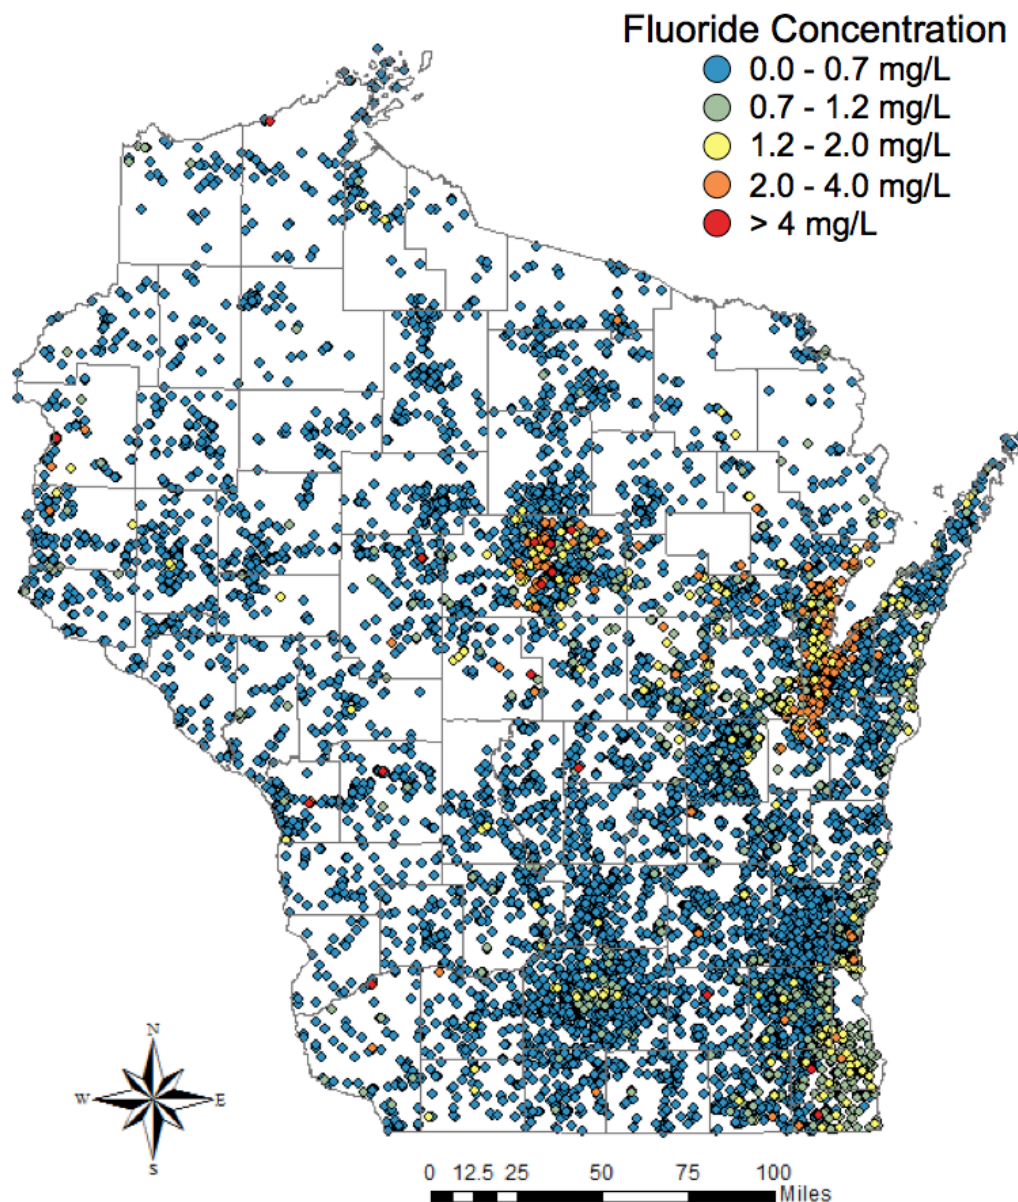 Fluoride Concentration
0.0 - 0.7 mg/L
0.7 - 1.2 mg/L
1.2 - 2.0 mg/L
2.0 - 4.0 mg/L
> 4 mg/L
N
W E
S
0 12.5 25 50 75 100
Miles